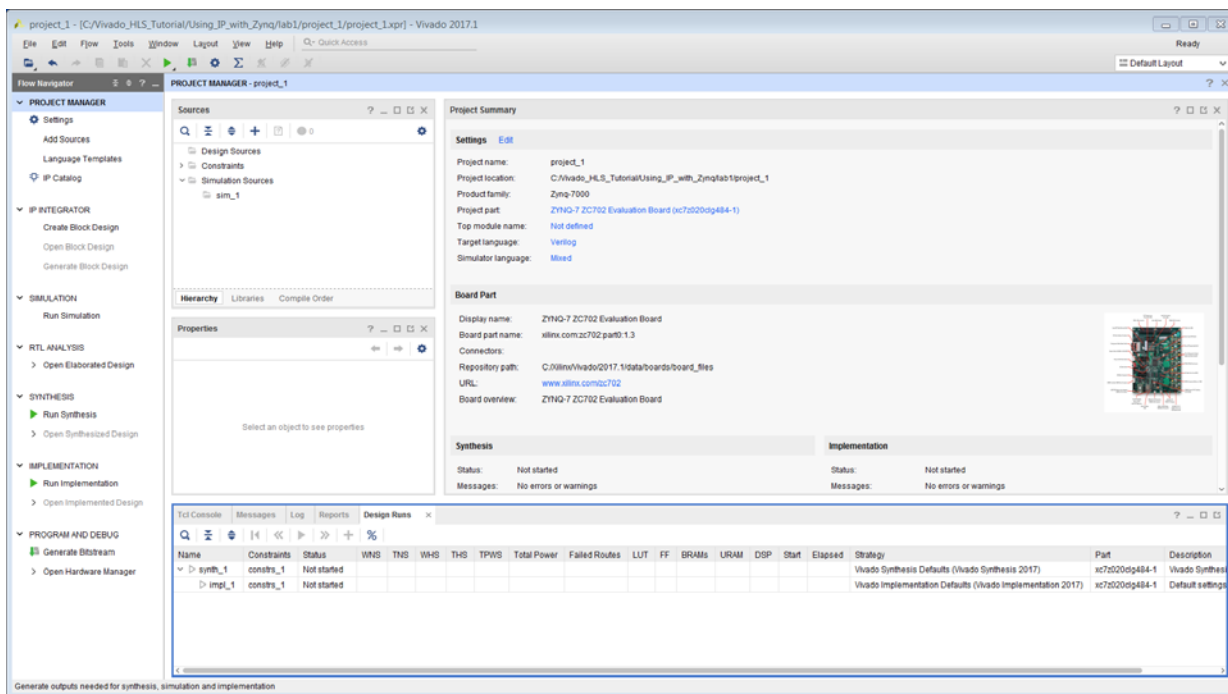 project_1 - [C:/Vivado_HLS_Tutorial/Using_IP_with_Zynq/lab1/project_1/project_1.xpr] - Vivado 2017.1
File Edit Flow Tools Window Layout View Help Q- Quick Access Ready
Default Layout
Flow Navigator
PROJECT MANAGER
Settings
Add Sources
Language Templates
IP Catalog
IP INTEGRATOR
Create Block Design
Open Block Design
Generate Block Design
SIMULATION
Run Simulation
RTL ANALYSIS
Open Elaborated Design
SYNTHESIS
Run Synthesis
Open Synthesized Design
IMPLEMENTATION
Run Implementation
Open Implemented Design
PROGRAM AND DEBUG
Generate Bitstream
Open Hardware Manager
PROJECT MANAGER - project_1
Sources
0
Design Sources
Constraints
Simulation Sources
sim_1
Hierarchy Libraries Compile Order
Properties
Select an object to see properties
Project Summary
Settings Edit
Project name: project_1
Project location: C:/Vivado_HLS_Tutorial/Using_IP_with_Zynq/lab1/project_1
Product family: Zynq-7000
Project part: ZYNQ-7 ZC702 Evaluation Board (xc7z020clg484-1)
Top module name: Not defined
Target language: Verilog
Simulator language: Mixed
Board Part
Display name: ZYNQ-7 ZC702 Evaluation Board
Board part name: xilinx.com:zc702:part0:1.3
Connectors:
Repository path: C:/Xilinx/Vivado/2017.1/data/boards/board_files
URL: www.xilinx.com/zc702
Board overview: ZYNQ-7 ZC702 Evaluation Board
Synthesis Implementation
Status: Not started Status: Not started
Messages: No errors or warnings Messages: No errors or warnings
Tcl Console Messages Log Reports Design Runs
Name Constraints Status WNS TNS WHS THS TPWS Total Power Failed Routes LUT FF BRAMs URAM DSP Start Elapsed Strategy Part Description
synth_1 constrs_1 Not started Vivado Synthesis Defaults (Vivado Synthesis 2017) xc7z020clg484-1 Vivado Synthesi
impl_1 constrs_1 Not started Vivado Implementation Defaults (Vivado Implementation 2017) xc7z020clg484-1 Default settings
Generate outputs needed for synthesis, simulation and implementation